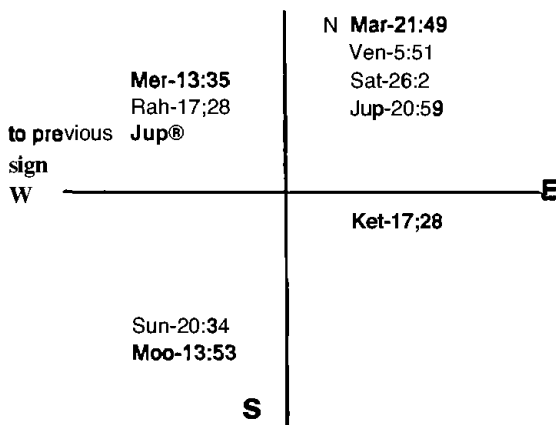 N Mar-21:49
Ven-5:51
Sat-26:2
Jup-20:59
Mer-13:35
Rah-17;28
to previous Jup®
sign
W
E
Ket-17;28
Sun-20:34
Moo-13:53
S